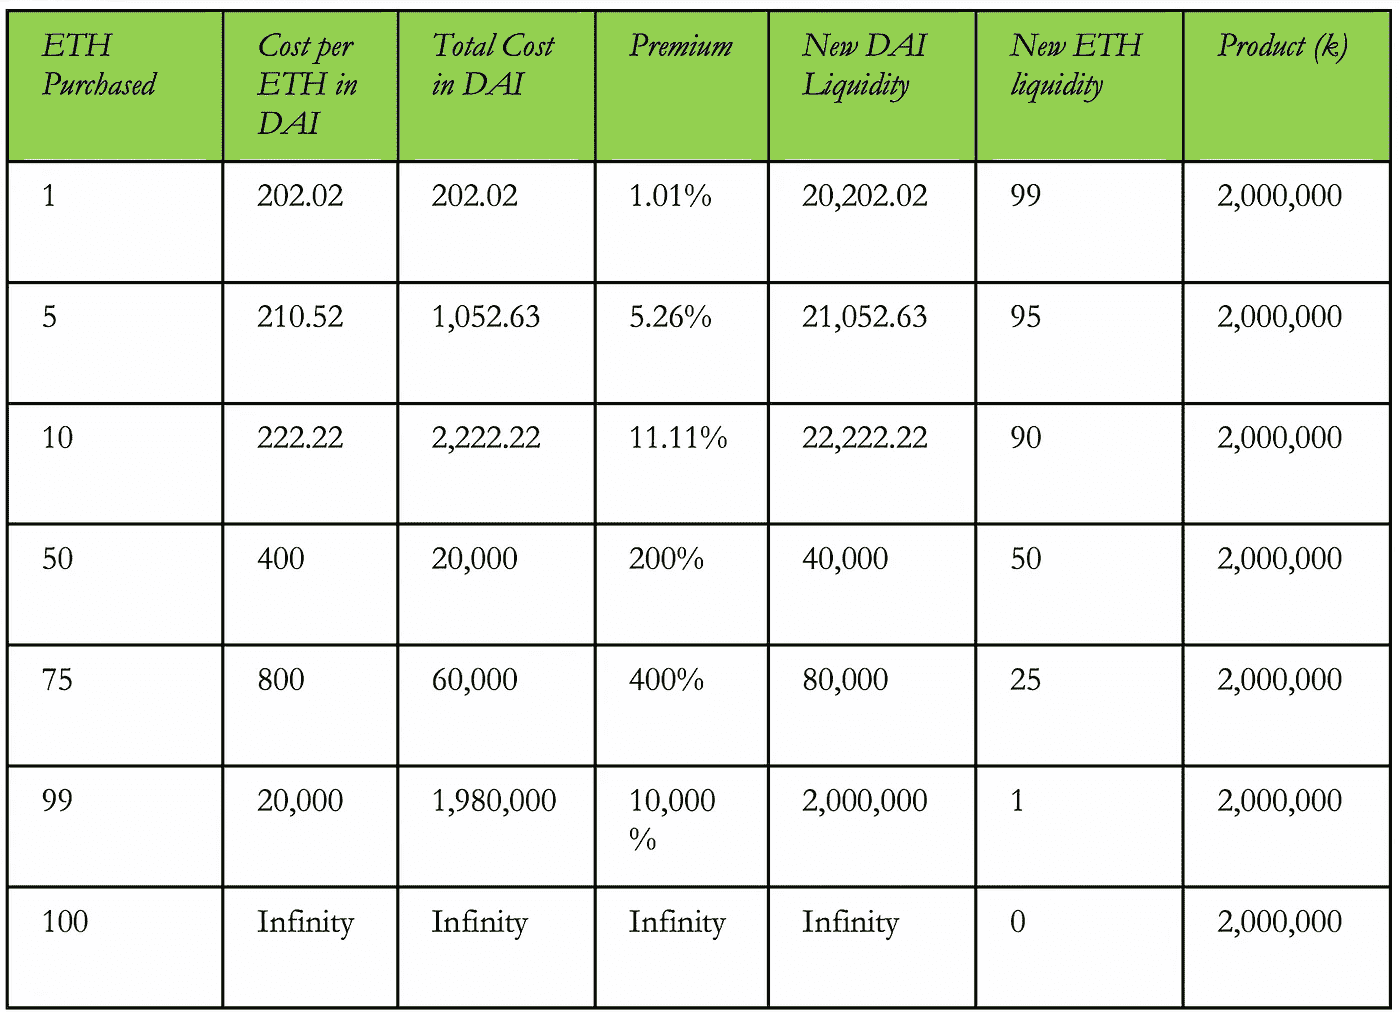 ETH Purchased | Cost per ETH in DAI | Total Cost in DAI | Premium | New DAI Liquidity | New ETH liquidity | Product (k)
1 | 202.02 | 202.02 | 1.01% | 20,202.02 | 99 | 2,000,000
5 | 210.52 | 1,052.63 | 5.26% | 21,052.63 | 95 | 2,000,000
10 | 222.22 | 2,222.22 | 11.11% | 22,222.22 | 90 | 2,000,000
50 | 400 | 20,000 | 200% | 40,000 | 50 | 2,000,000
75 | 800 | 60,000 | 400% | 80,000 | 25 | 2,000,000
99 | 20,000 | 1,980,000 | 10,000 % | 2,000,000 | 1 | 2,000,000
100 | Infinity | Infinity | Infinity | Infinity | 0 | 2,000,000